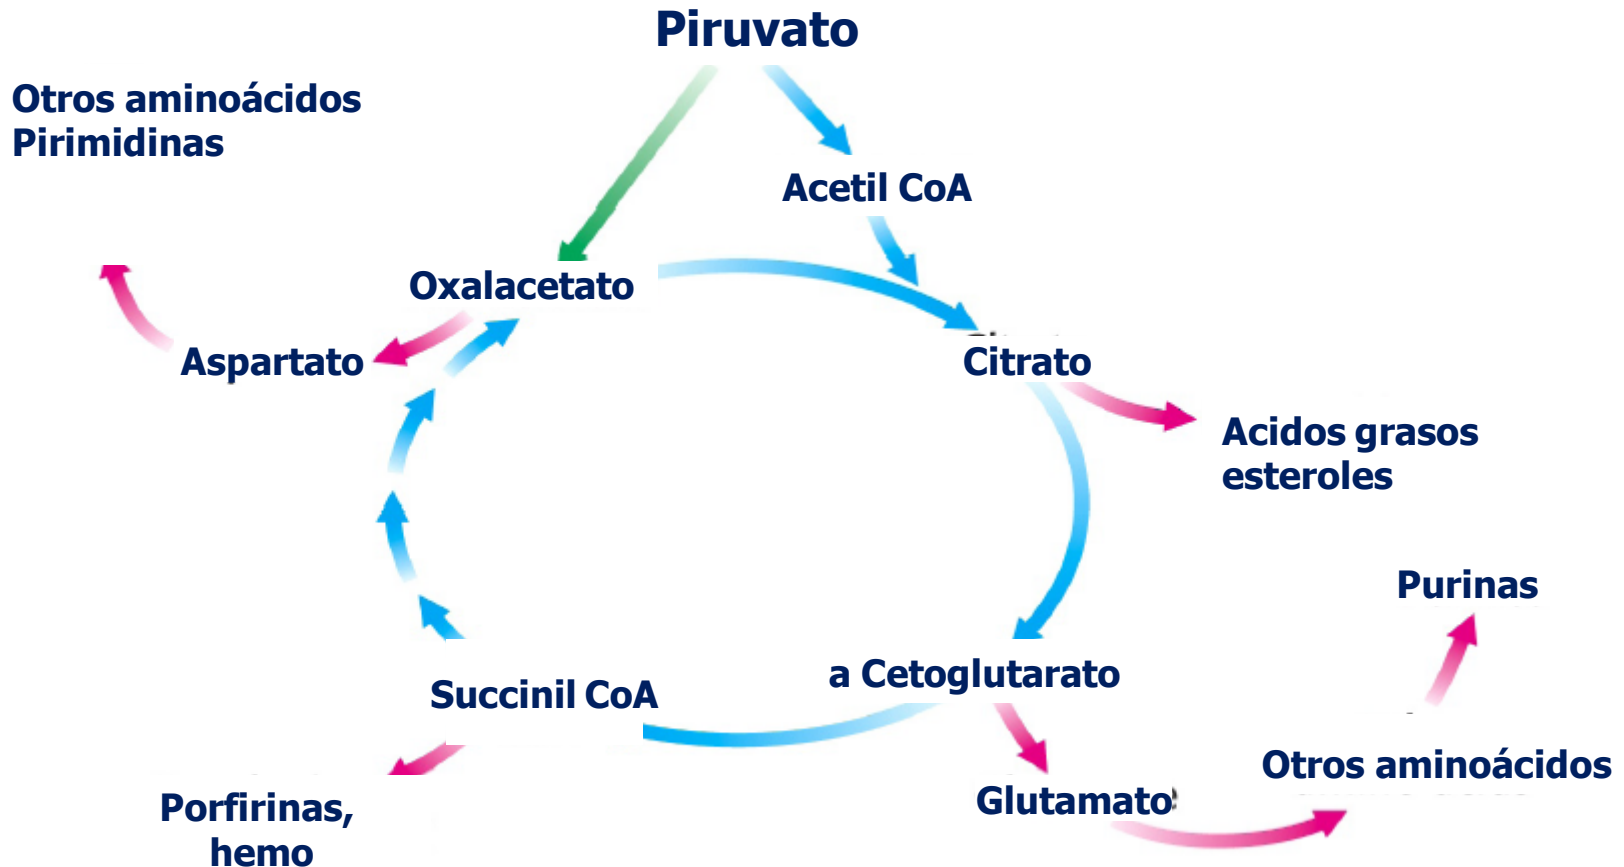 Piruvato
Otros aminoácidos
Pirimidinas
Acetil CoA
Oxalacetato
Aspartato
Citrato
Acidos grasos
esteroles
Purinas
a Cetoglutarato
Succinil CoA
Otros aminoácidos
Glutamato
Porfirinas,
hemo